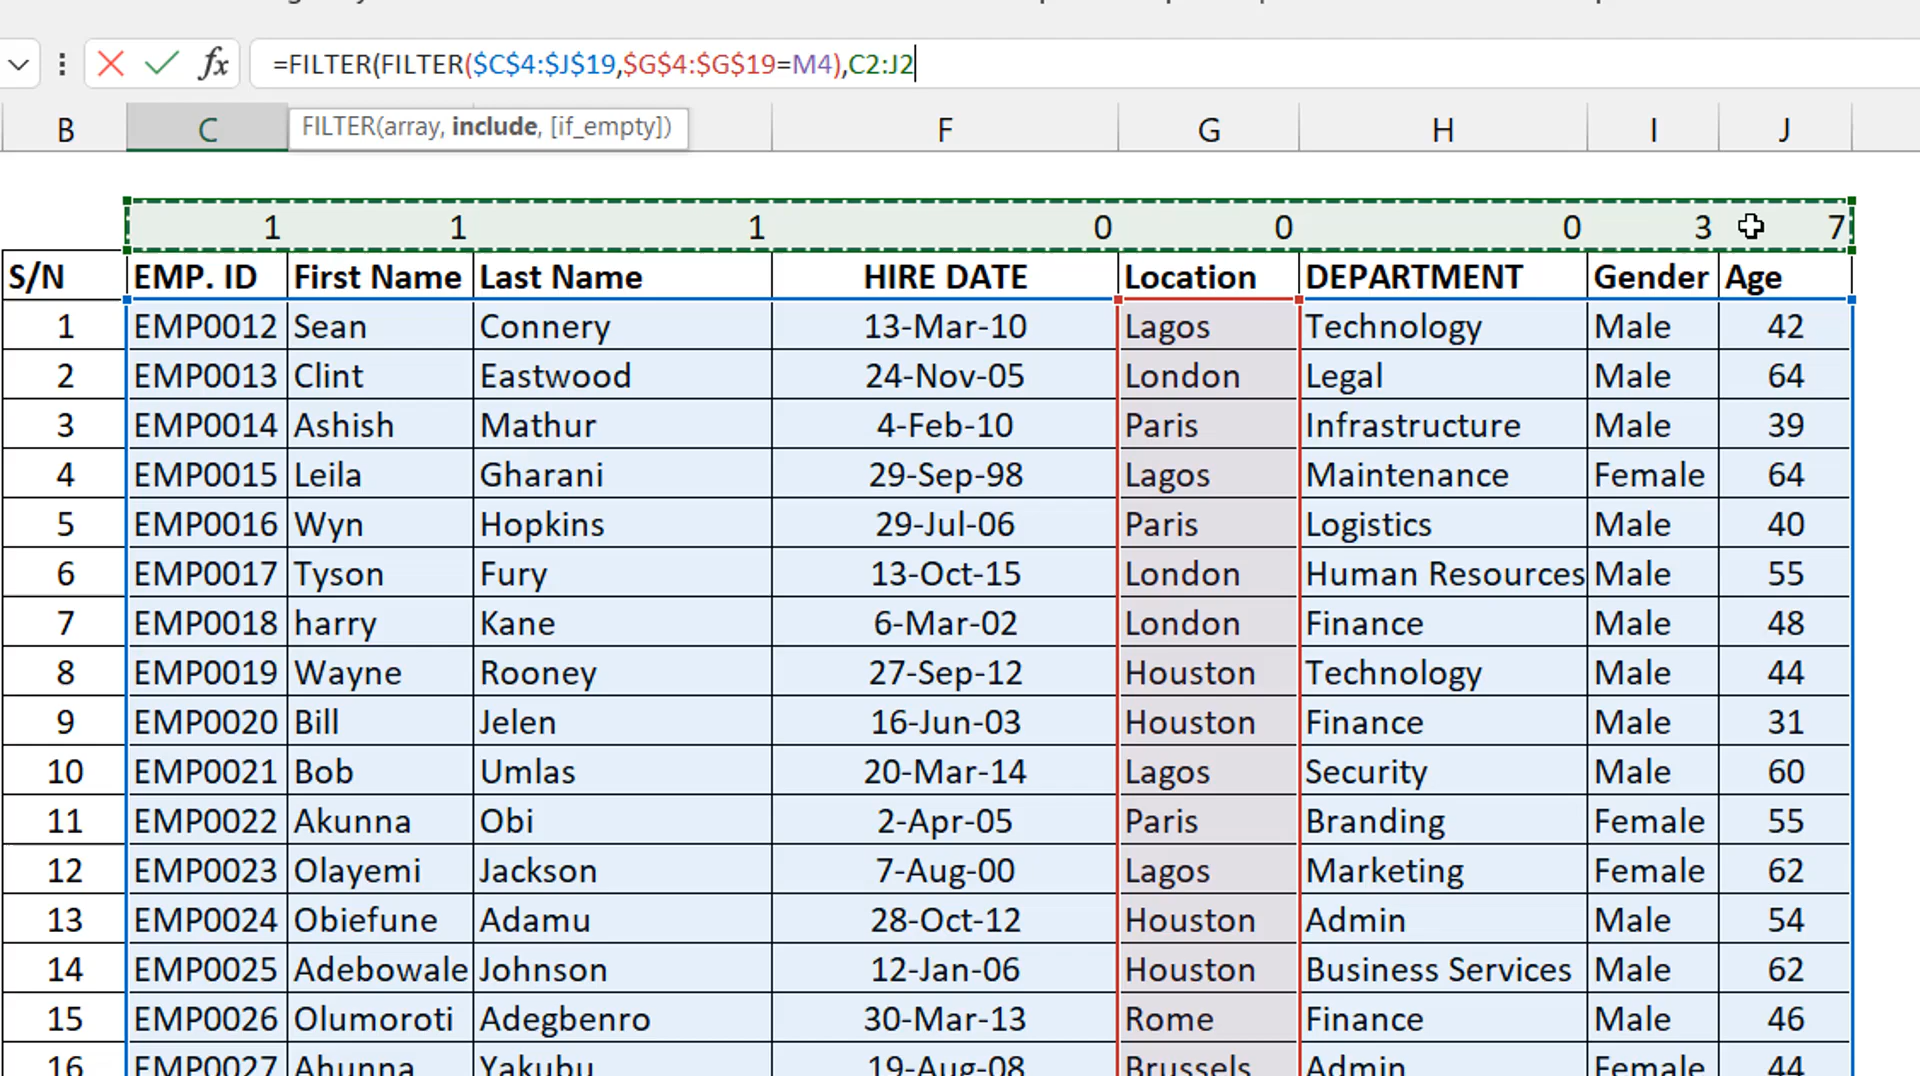 =FILTER(FILTER($C$4:$J$19,$G$4:$G$19=M4),C2:J2
FILTER(array, include, [if_empty])
B C F G H I J
1 1 1 0 0 0 3 7
S/N EMP. ID First Name Last Name HIRE DATE Location DEPARTMENT Gender Age
1 EMP0012 Sean Connery 13-Mar-10 Lagos Technology Male 42
2 EMP0013 Clint Eastwood 24-Nov-05 London Legal Male 64
3 EMP0014 Ashish Mathur 4-Feb-10 Paris Infrastructure Male 39
4 EMP0015 Leila Gharani 29-Sep-98 Lagos Maintenance Female 64
5 EMP0016 Wyn Hopkins 29-Jul-06 Paris Logistics Male 40
6 EMP0017 Tyson Fury 13-Oct-15 London Human Resources Male 55
7 EMP0018 harry Kane 6-Mar-02 London Finance Male 48
8 EMP0019 Wayne Rooney 27-Sep-12 Houston Technology Male 44
9 EMP0020 Bill Jelen 16-Jun-03 Houston Finance Male 31
10 EMP0021 Bob Umlas 20-Mar-14 Lagos Security Male 60
11 EMP0022 Akunna Obi 2-Apr-05 Paris Branding Female 55
12 EMP0023 Olayemi Jackson 7-Aug-00 Lagos Marketing Female 62
13 EMP0024 Obiefune Adamu 28-Oct-12 Houston Admin Male 54
14 EMP0025 Adebowale Johnson 12-Jan-06 Houston Business Services Male 62
15 EMP0026 Olumoroti Adegbenro 30-Mar-13 Rome Finance Male 46
16 EMP0027 Ahunna Yakubu 19-Aug-08 Brussels Admin Female 44